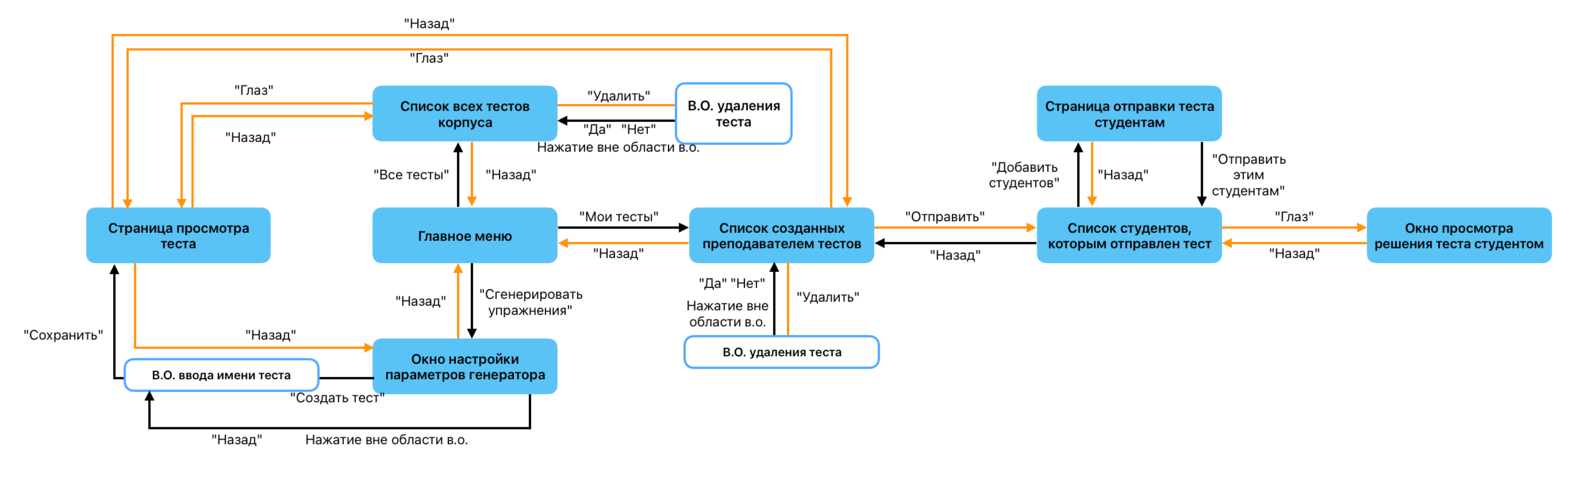 "Назад"
"Глаз"
"Глаз"
"Назад"
Список всех тестов
корпуса
"Удалить"
"Да" "Нет"
Нажатие вне области в.о.
В.О. удаления
теста
Страница отправки теста
студентам
"Все тесты"
"Назад"
"Добавить
студентов"
"Назад"
"Отправить
этим
студентам"
Страница просмотра
теста
Главное меню
"Мои тесты"
"Назад"
Список созданных
преподавателем тестов
"Отправить"
"Назад"
Список студентов,
которым отправлен тест
"Глаз"
"Назад"
Окно просмотра
решения теста студентом
"Назад"
"Сгенерировать
упражнения"
"Да" "Нет"
Нажатие вне
области в.о.
"Удалить"
"Сохранить"
"Назад"
Окно настройки
параметров генератора
В.О. удаления теста
В.О. ввода имени теста
"Создать тест"
"Назад"
Нажатие вне области в.о.